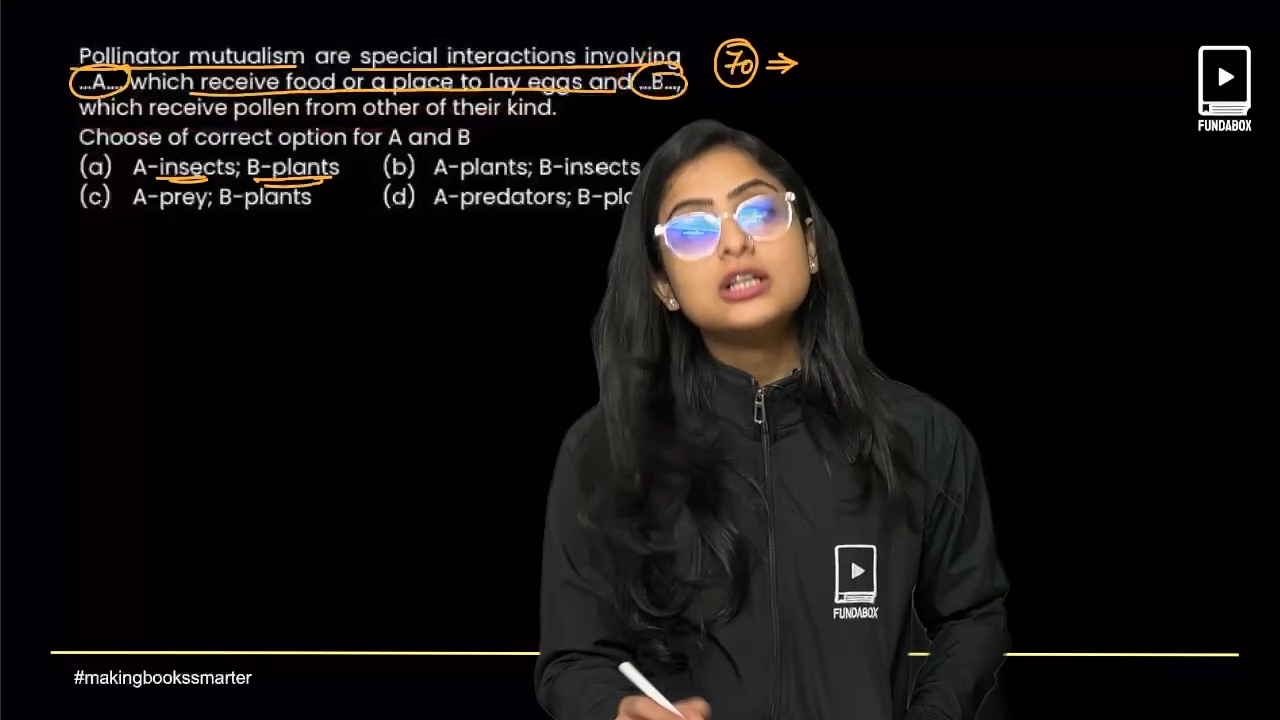 Pollinator mutualism are special interactions involving
...A.... which receive food or a place to lay eggs and ...B...,
which receive pollen from other of their kind.
Choose of correct option for A and B
(a) A-insects; B-plants (b) A-plants; B-insects
(c) A-prey; B-plants (d) A-predators; B-pla
70 ⇒
FUNDABOX
FUNDABOX
#makingbookssmarter